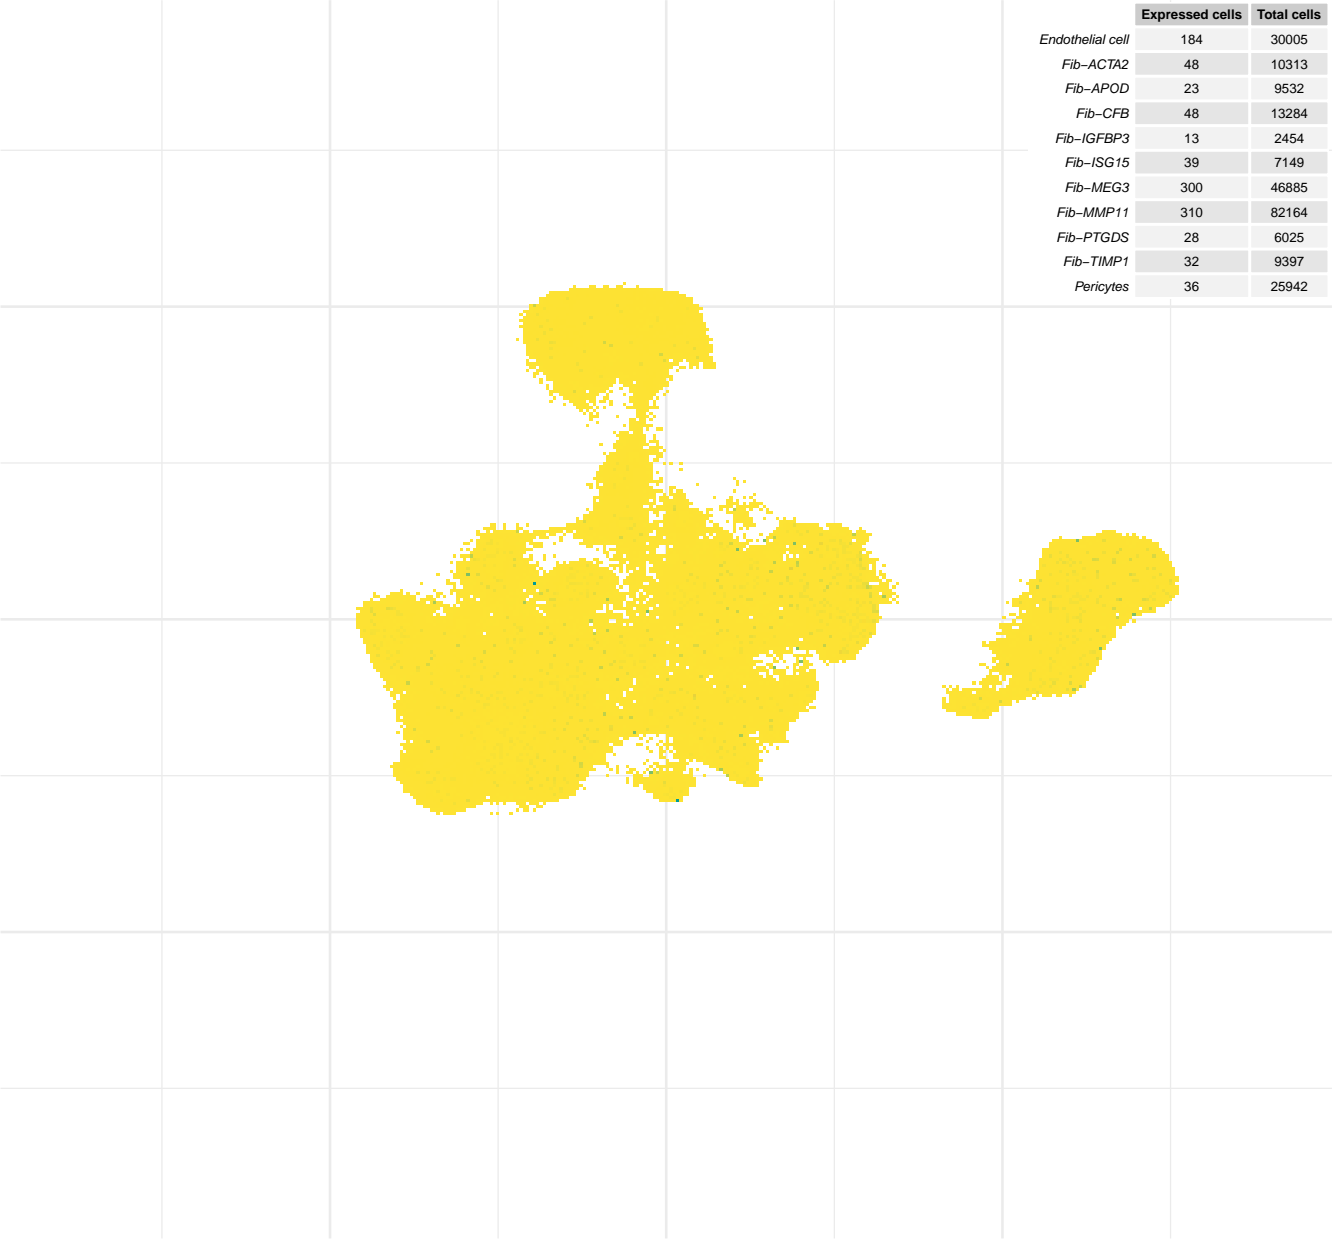 Expressed cells Total cells
Endothelial cell 184 30005
Fib−ACTA2 48 10313
Fib−APOD 23 9532
Fib−CFB 48 13284
Fib−IGFBP3 13 2454
Fib−ISG15 39 7149
Fib−MEG3 300 46885
Fib−MMP11 310 82164
Fib−PTGDS 28 6025
Fib−TIMP1 32 9397
Pericytes 36 25942